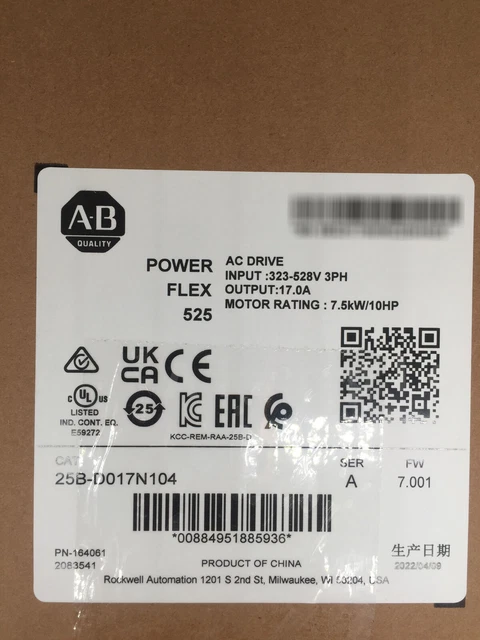 A-B
QUALITY
POWER
FLEX
525
AC DRIVE
INPUT :323-528V 3PH
OUTPUT:17.0A
MOTOR RATING : 7.5kW/10HP
UK
CA CE
c UL US
LISTED
IND. CONT. EQ.
E59272
25
EAC
KCC-REM-RAA-25B-D
CAT
25B-D017N104
SER
A
FW
7.001
*00884951885936*
PN-164061
2083541
PRODUCT OF CHINA
生产日期
2022/04/09
Rockwell Automation 1201 S 2nd St, Milwaukee, WI 53204, USA